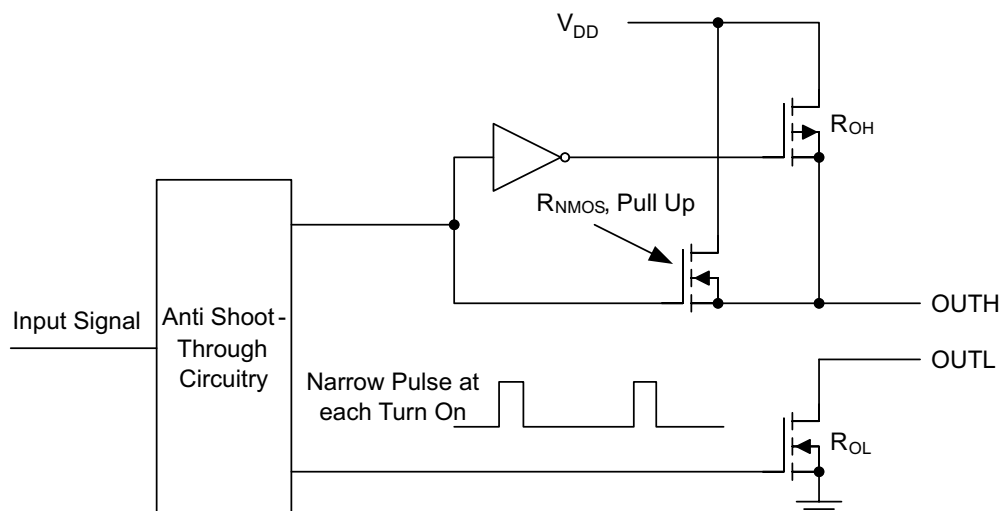 VDD
ROH
RNMOS, Pull Up
Input Signal
Anti Shoot-
Through
Circuitry
OUTH
OUTL
Narrow Pulse at
each Turn On
ROL